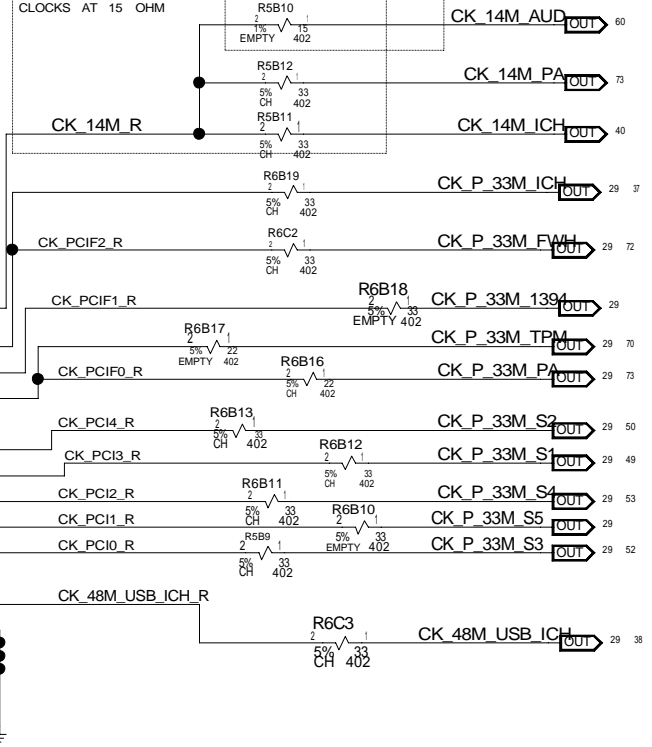 CLOCKS AT 15 OHM
R5B10
2 1
1% 15
EMPTY 402
CK_14M_AUD OUT 60
R5B12
2 1
5% 33
CH 402
CK_14M_PA OUT 73
R5B11
CK_14M_R 2 1
5% 33
CH 402
CK_14M_ICH OUT 40
R6B19
2 1
5% 33
CH 402
CK_P_33M_ICH OUT 29 37
R6C2
CK_PCIF2_R 2 1
5% 33
CH 402
CK_P_33M_FWH OUT 29 72
R6B18
CK_PCIF1_R 2 1
5% 33
EMPTY 402
CK_P_33M_1394 OUT 29
R6B17
2 1
5% 22
EMPTY 402
CK_P_33M_TPM OUT 29 70
R6B16
CK_PCIF0_R 2 1
5% 22
CH 402
CK_P_33M_PA OUT 29 73
R6B13
CK_PCI4_R 2 1
5% 33
CH 402
CK_P_33M_S2 OUT 29 50
R6B12
CK_PCI3_R 2 1
5% 33
CH 402
CK_P_33M_S1 OUT 29 49
R6B11
CK_PCI2_R 2 1
5% 33
CH 402
CK_P_33M_S4 OUT 29 53
R6B10
CK_PCI1_R 2 1
5% 33
EMPTY 402
CK_P_33M_S5 OUT 29
R5B9
CK_PCI0_R 2 1
5% 33
CH 402
CK_P_33M_S3 OUT 29 52
CK_48M_USB_ICH_R
R6C3
2 1
5% 33
CH 402
CK_48M_USB_ICH OUT 29 38